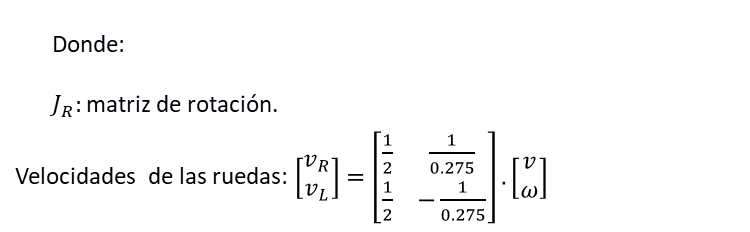 Donde:
J_R: matriz de rotación.
Velocidades de las ruedas: [v_R; v_L] = [1/2 1/0.275; 1/2 −1/0.275] . [v; ω]